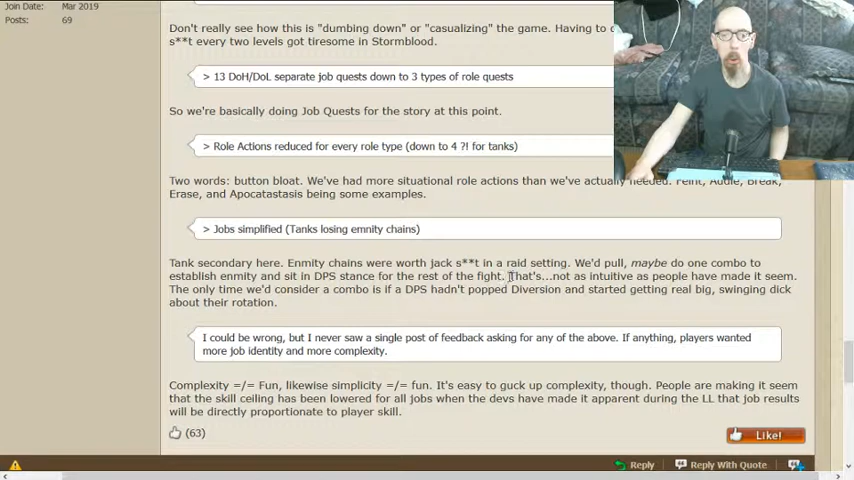 Join Date: Mar 2019
Posts: 69
Don't really see how this is "dumbing down" or "casualizing" the game. Having to
s**t every two levels got tiresome in Stormblood.
> 13 DoH/DoL separate job quests down to 3 types of role quests
So we're basically doing Job Quests for the story at this point.
> Role Actions reduced for every role type (down to 4 ?! for tanks)
Two words: button bloat. We've had more situational role actions than we've actually needed. Feint, Addle, Break,
Erase, and Apocatastasis being some examples.
> Jobs simplified (Tanks losing emnity chains)
Tank secondary here. Enmity chains were worth jack s**t in a raid setting. We'd pull, maybe do one combo to
establish enmity and sit in DPS stance for the rest of the fight. That's...not as intuitive as people have made it seem.
The only time we'd consider a combo is if a DPS hadn't popped Diversion and started getting real big, swinging dick
about their rotation.
I could be wrong, but I never saw a single post of feedback asking for any of the above. If anything, players wanted
more job identity and more complexity.
Complexity =/= Fun, likewise simplicity =/= fun. It's easy to guck up complexity, though. People are making it seem
that the skill ceiling has been lowered for all jobs when the devs have made it apparent during the LL that job results
will be directly proportionate to player skill.
(63)
Like!
Reply
Reply With Quote